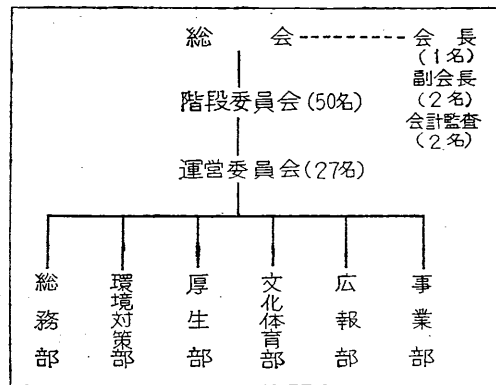 総会
会長
(1名)
副会長
(2名)
会計監査
(2名)
階段委員会(50名)
運営委員会(27名)
総務部
環境対策部
厚生部
文化体育部
広報部
事業部